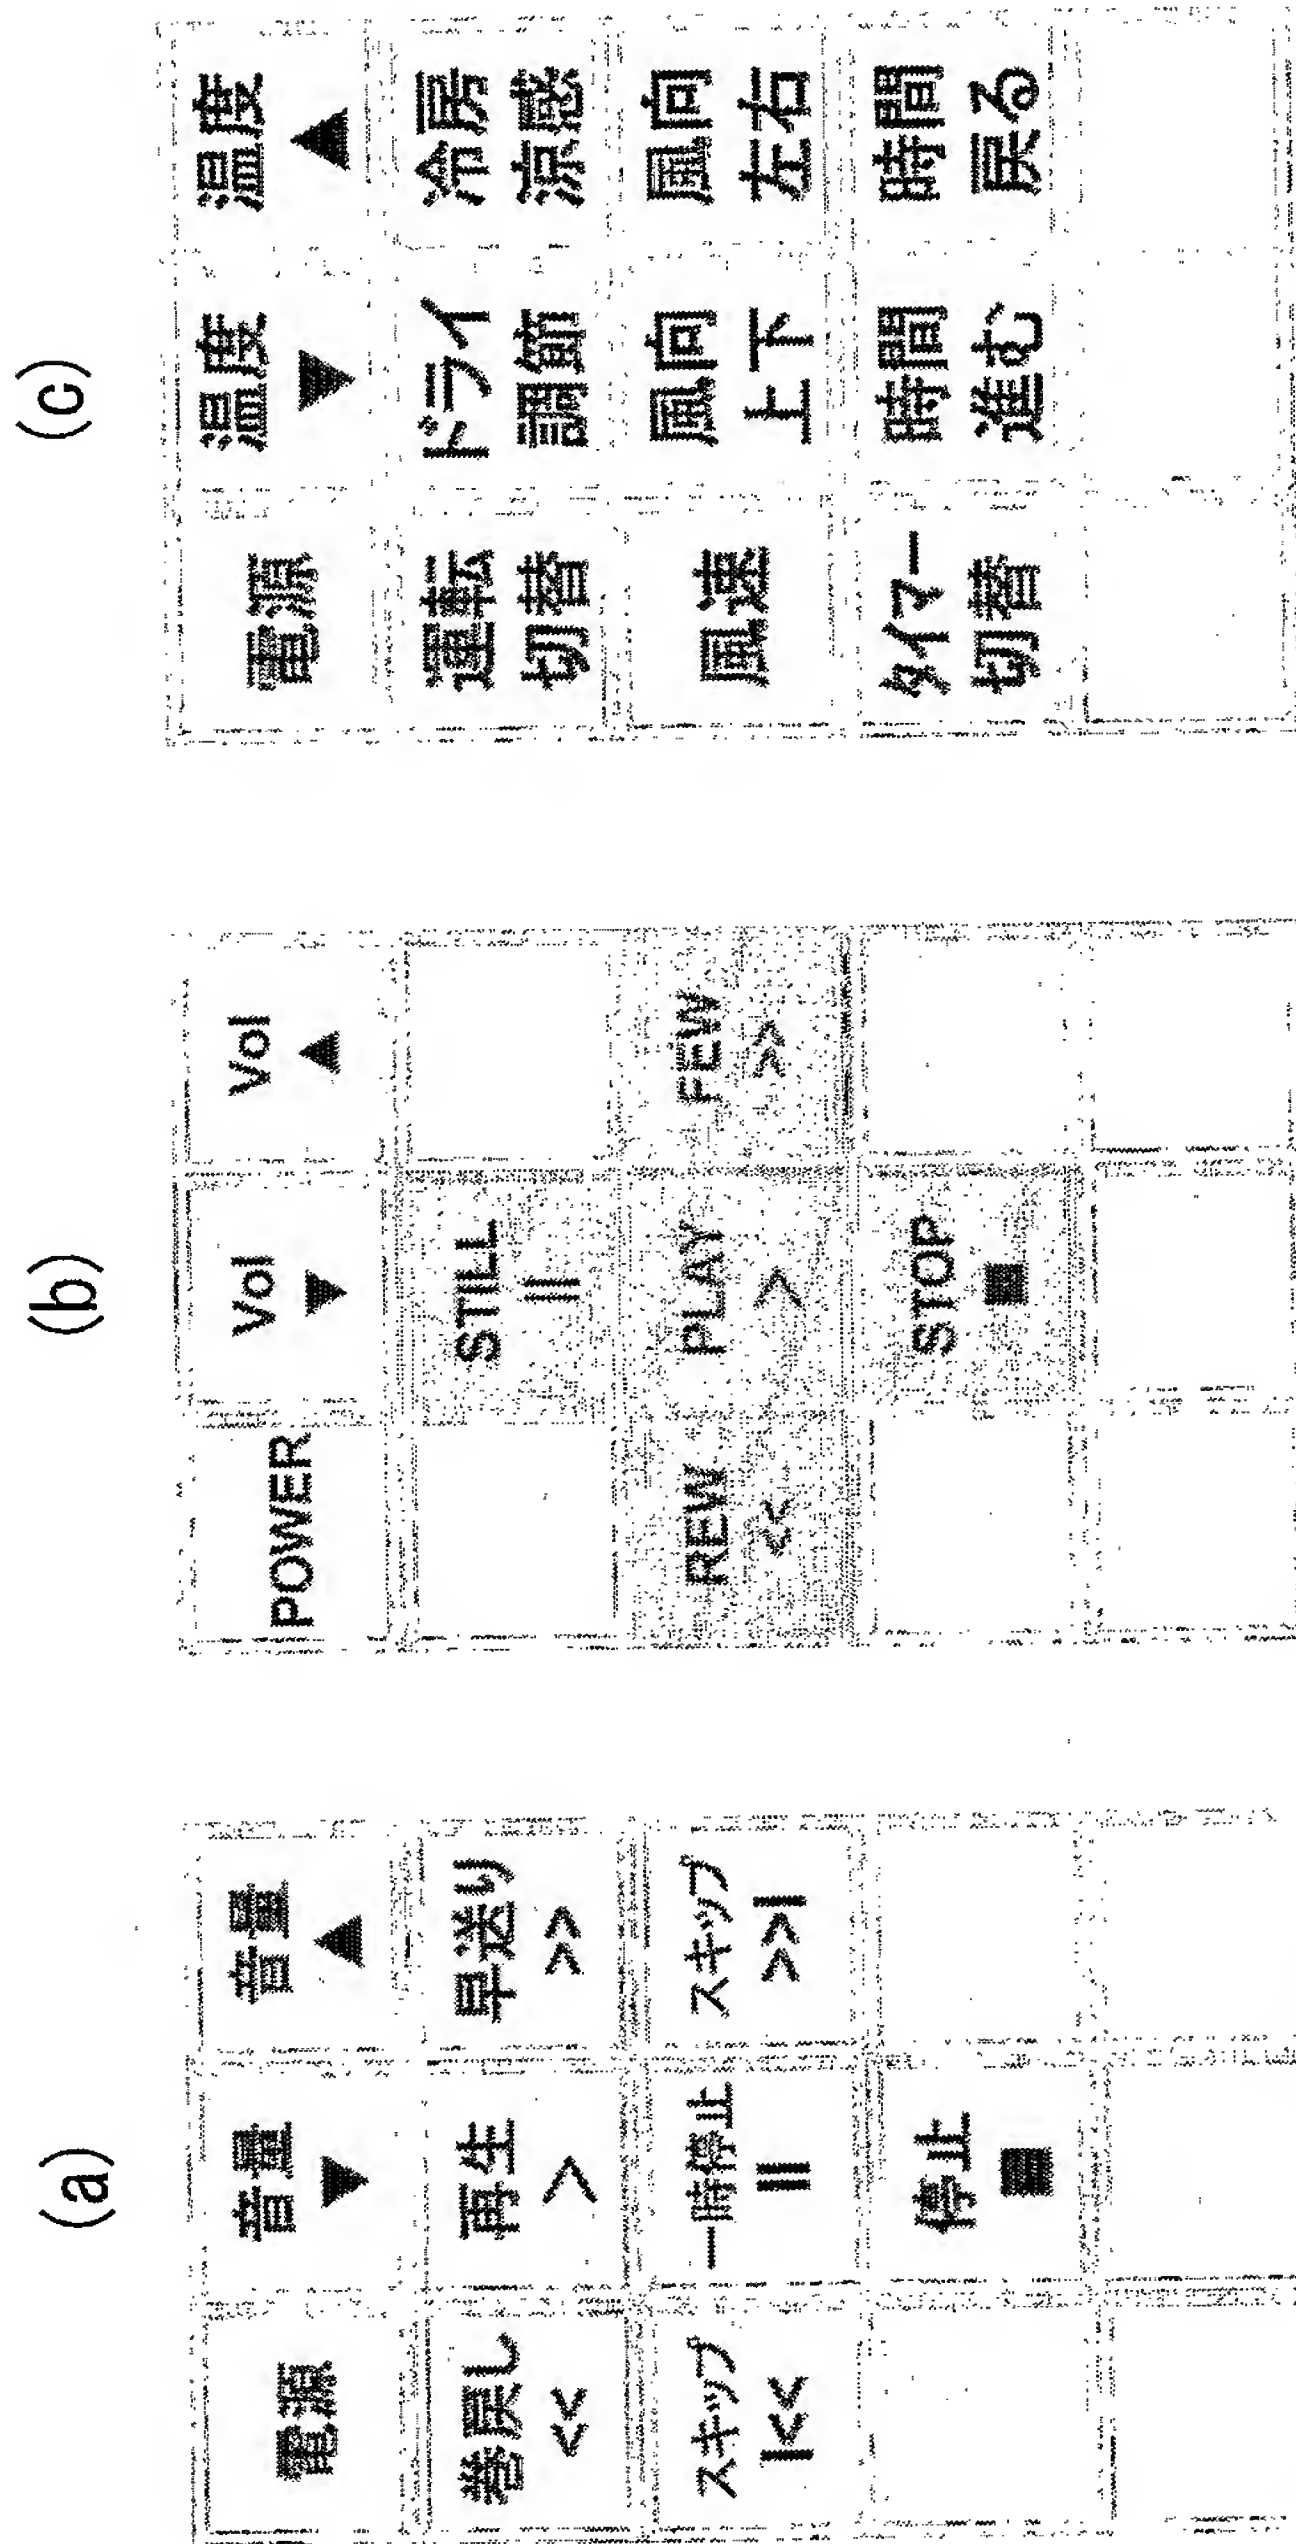 (a)
電源
音量
▼
音量
▲
巻戻し
<<
再生
>
早送り
>>
スキップ
|<<
一時停止
||
スキップ
>>|
停止
■
(b)
POWER
Vol
▼
Vol
▲
STILL
||
REW
<<
PLAY
>
FEW
>>
STOP
■
(c)
電源
温度
▼
温度
▲
運転
切替
ドライ
調節
冷房
涼感
風速
風向
上下
風向
左右
タイマー
切替
時間
進む
時間
戻る